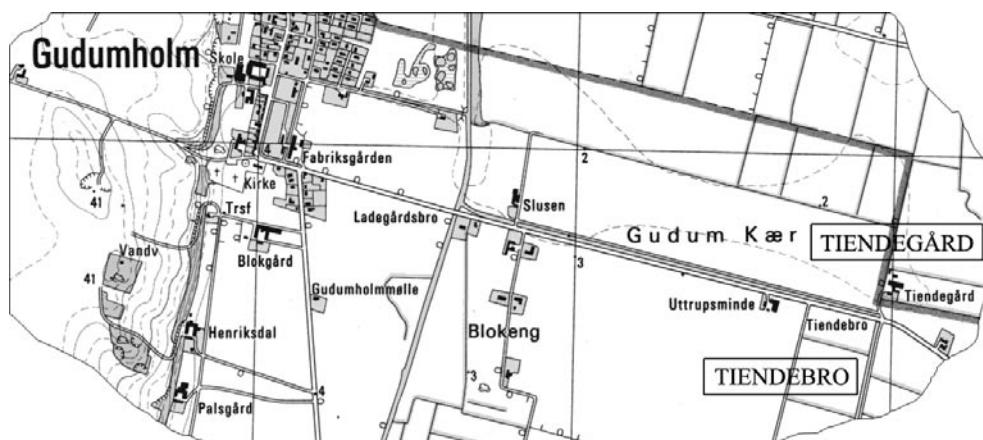 Gudumholm
Skole
Fabriksgården
4
Kirke
41
Trsf
Ladegårdsbro
Slusen
2
2
Gudum Kær
TIENDEGÅRD
Vandv
Blokgård
3
41
Gudumholmmølle
Uttrupsminde
Tiendegård
Henriksdal
Blokeng
Tiendebro
3
TIENDEBRO
4
Palsgård